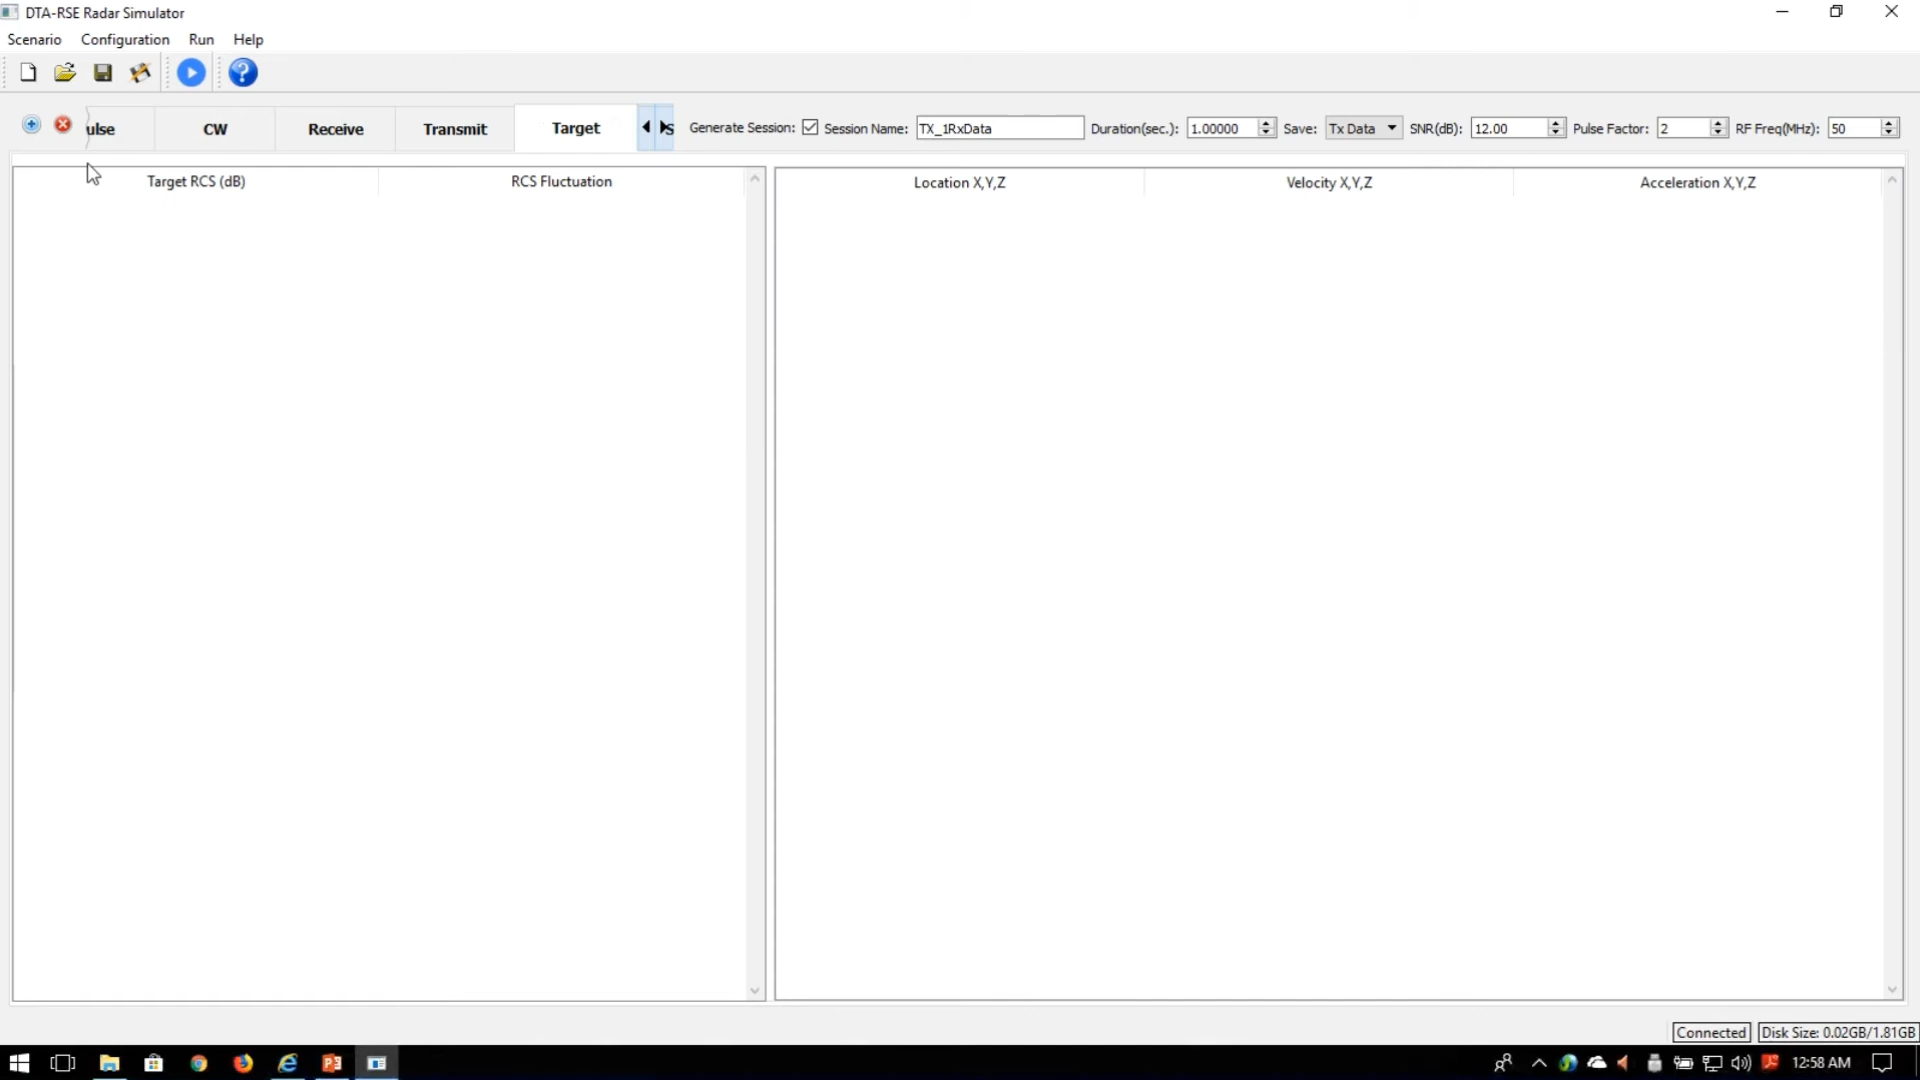 DTA-RSE Radar Simulator
Scenario Configuration Run Help
ulse CW Receive Transmit Target S Generate Session: Session Name: TX_1RxData Duration(sec.): 1.00000 Save: Tx Data SNR(dB): 12.00 Pulse Factor: 2 RF Freq(MHz): 50
Target RCS (dB) RCS Fluctuation Location X,Y,Z Velocity X,Y,Z Acceleration X,Y,Z
Connected Disk Size: 0.02GB/1.81GB
12:58 AM